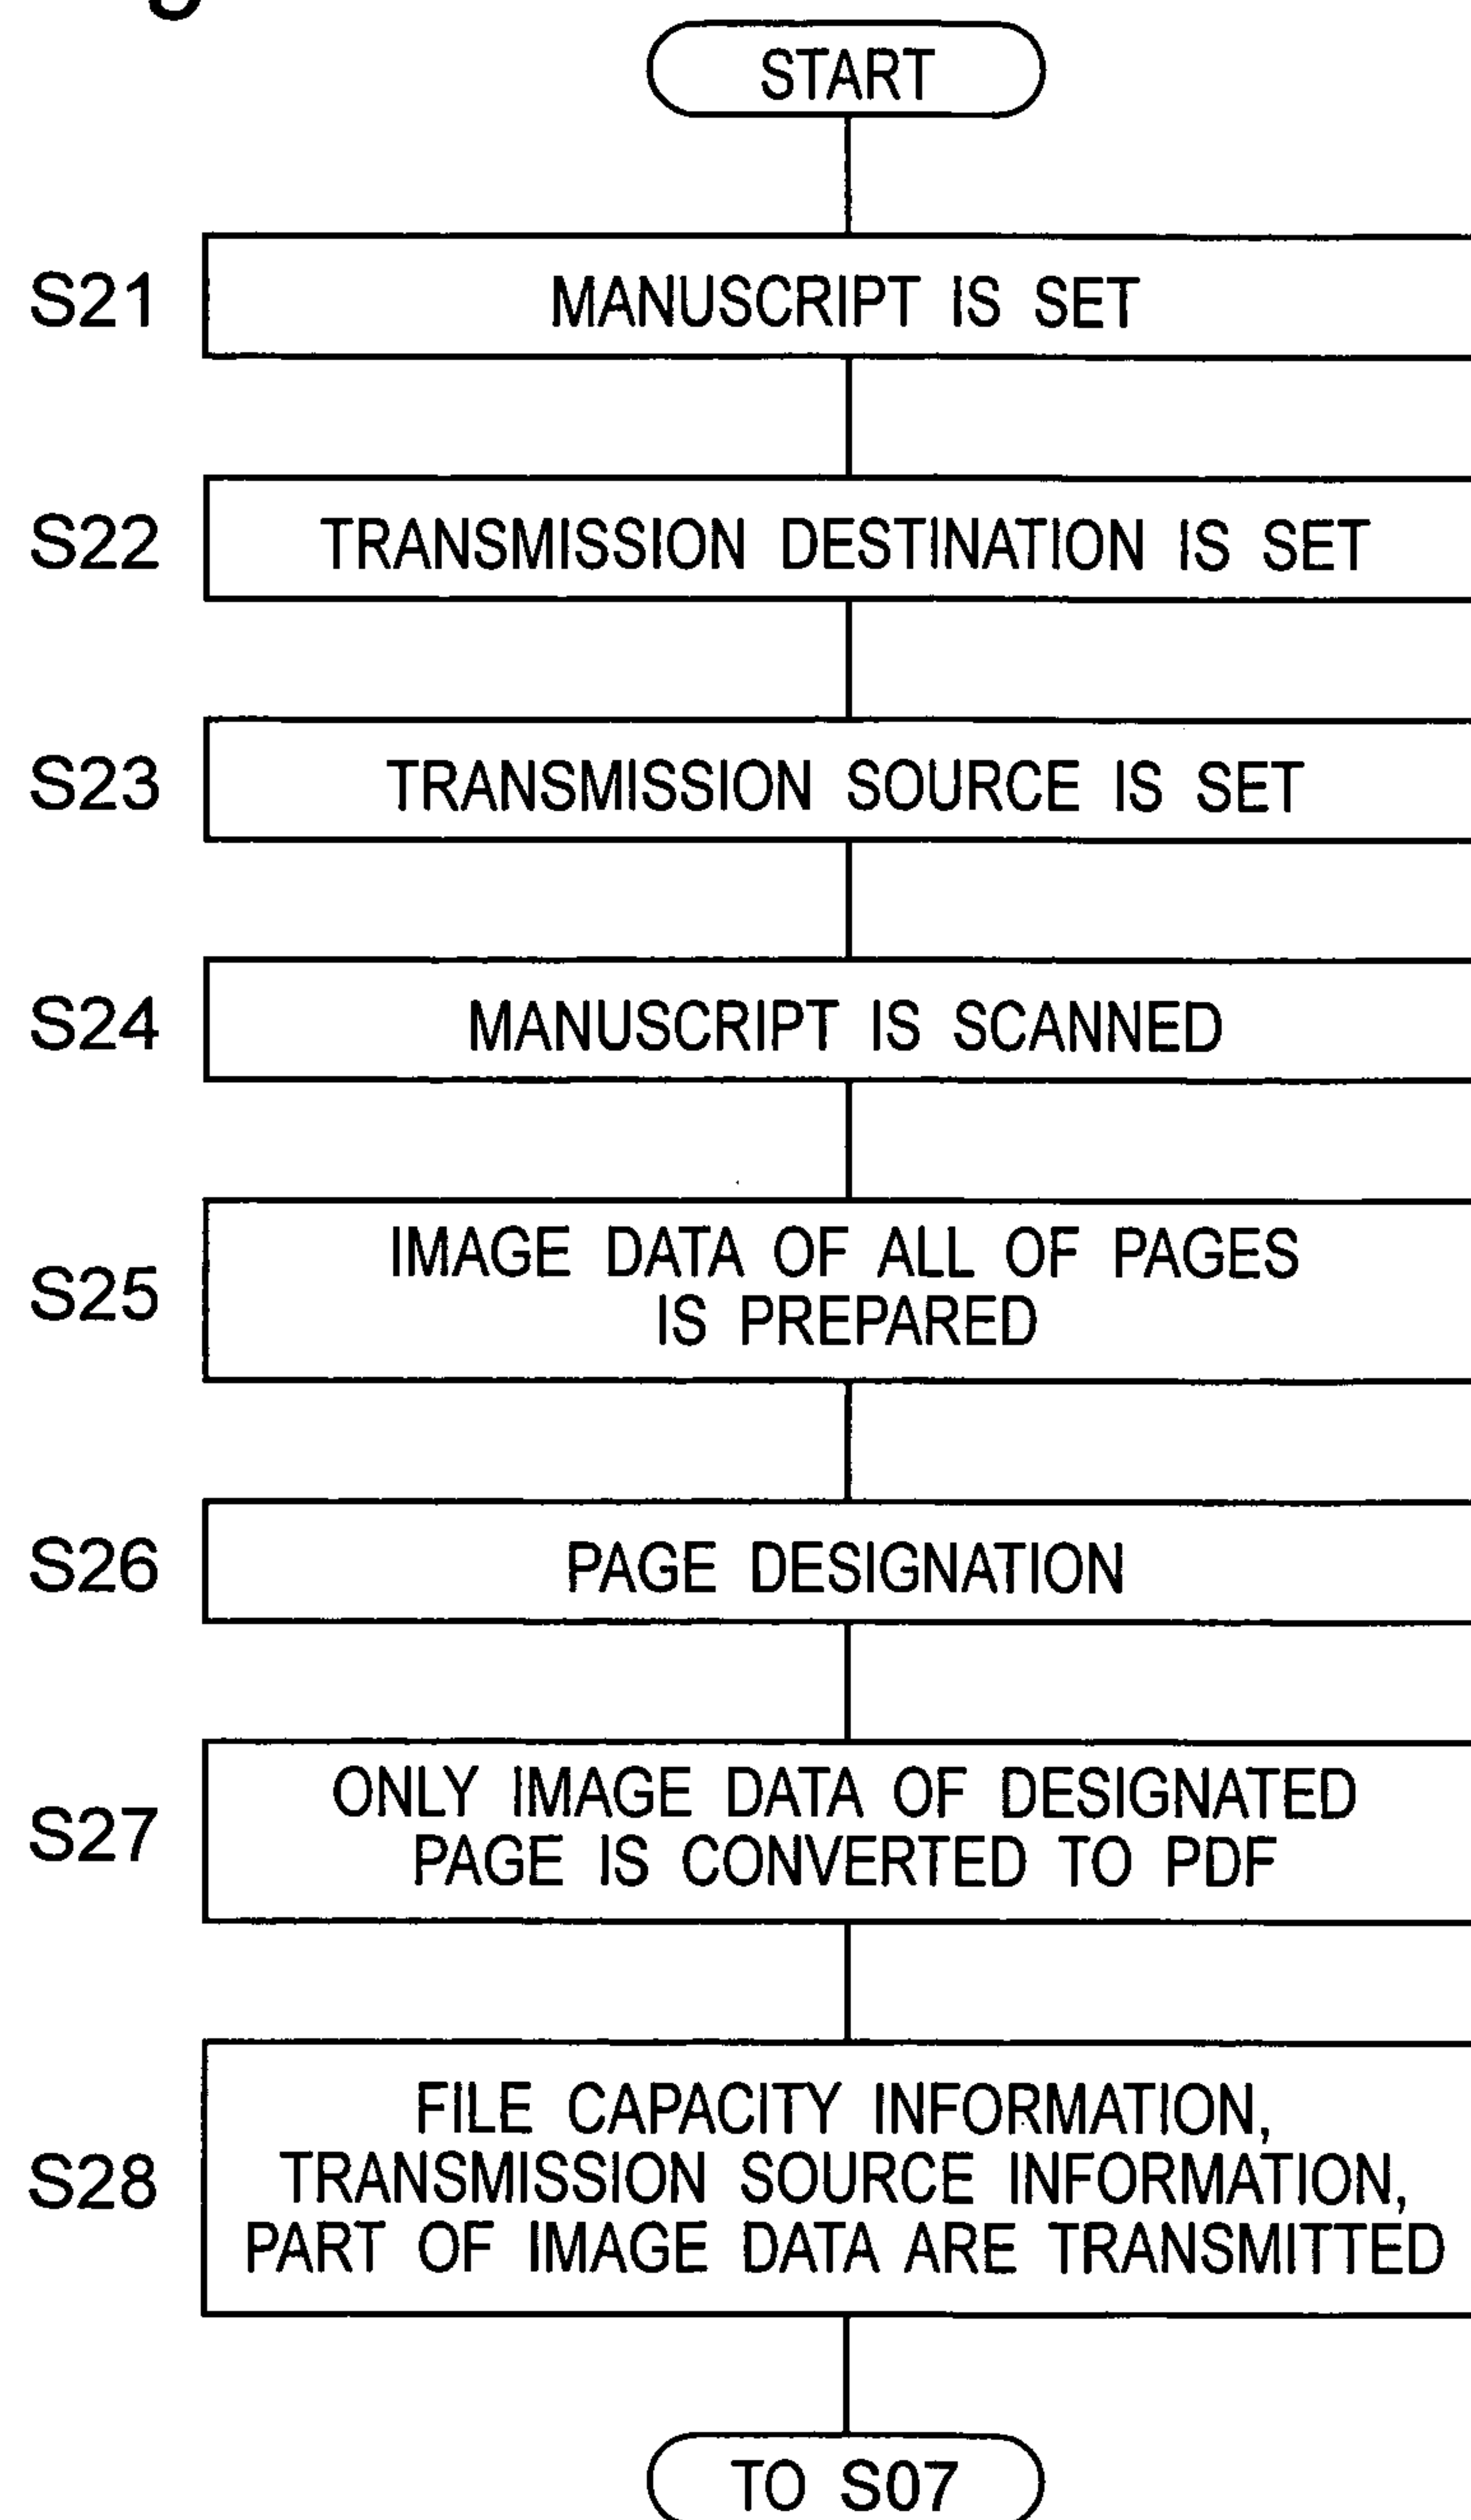 START
S21 MANUSCRIPT IS SET
S22 TRANSMISSION DESTINATION IS SET
S23 TRANSMISSION SOURCE IS SET
S24 MANUSCRIPT IS SCANNED
S25 IMAGE DATA OF ALL OF PAGES
IS PREPARED
S26 PAGE DESIGNATION
S27 ONLY IMAGE DATA OF DESIGNATED
PAGE IS CONVERTED TO PDF
S28 FILE CAPACITY INFORMATION,
TRANSMISSION SOURCE INFORMATION,
PART OF IMAGE DATA ARE TRANSMITTED
TO S07